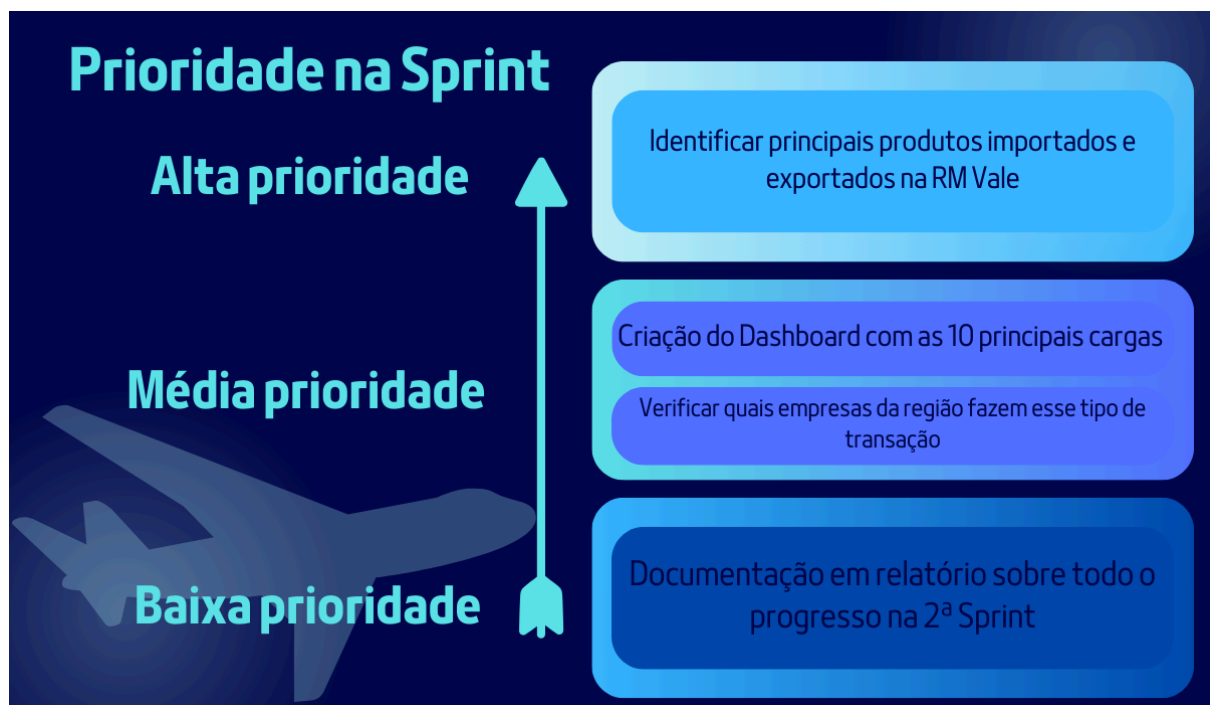 Prioridade na Sprint
Alta prioridade
Identificar principais produtos importados e
exportados na RM Vale
Média prioridade
Criação do Dashboard com as 10 principais cargas
Verificar quais empresas da região fazem esse tipo de
transação
Baixa prioridade
Documentação em relatório sobre todo o
progresso na 2ª Sprint